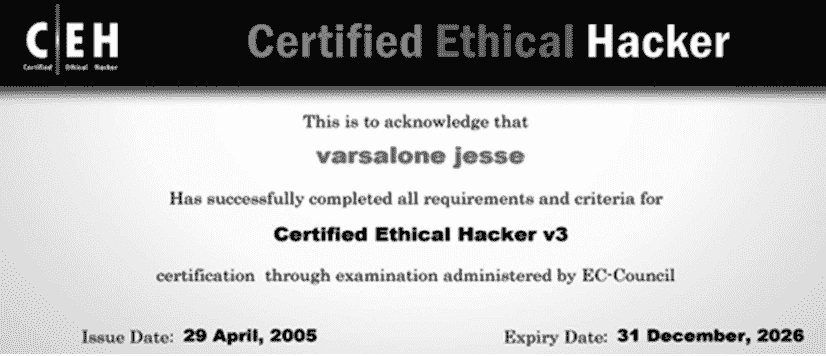 CEH
Certified Ethical Hacker
Certified Ethical Hacker
This is to acknowledge that
varsalone jesse
Has successfully completed all requirements and criteria for
Certified Ethical Hacker v3
certification through examination administered by EC-Council
Issue Date: 29 April, 2005 Expiry Date: 31 December, 2026